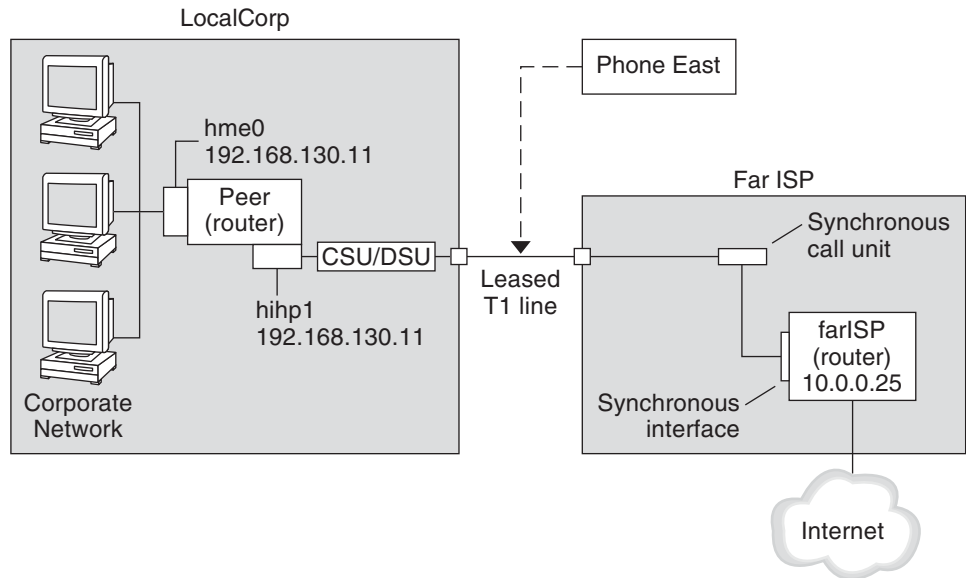 LocalCorp
Phone East
hme0
192.168.130.11
Peer
(router)
CSU/DSU
hihp1
192.168.130.11
Corporate
Network
Leased
T1 line
Far ISP
Synchronous
call unit
farISP
(router)
10.0.0.25
Synchronous
interface
Internet